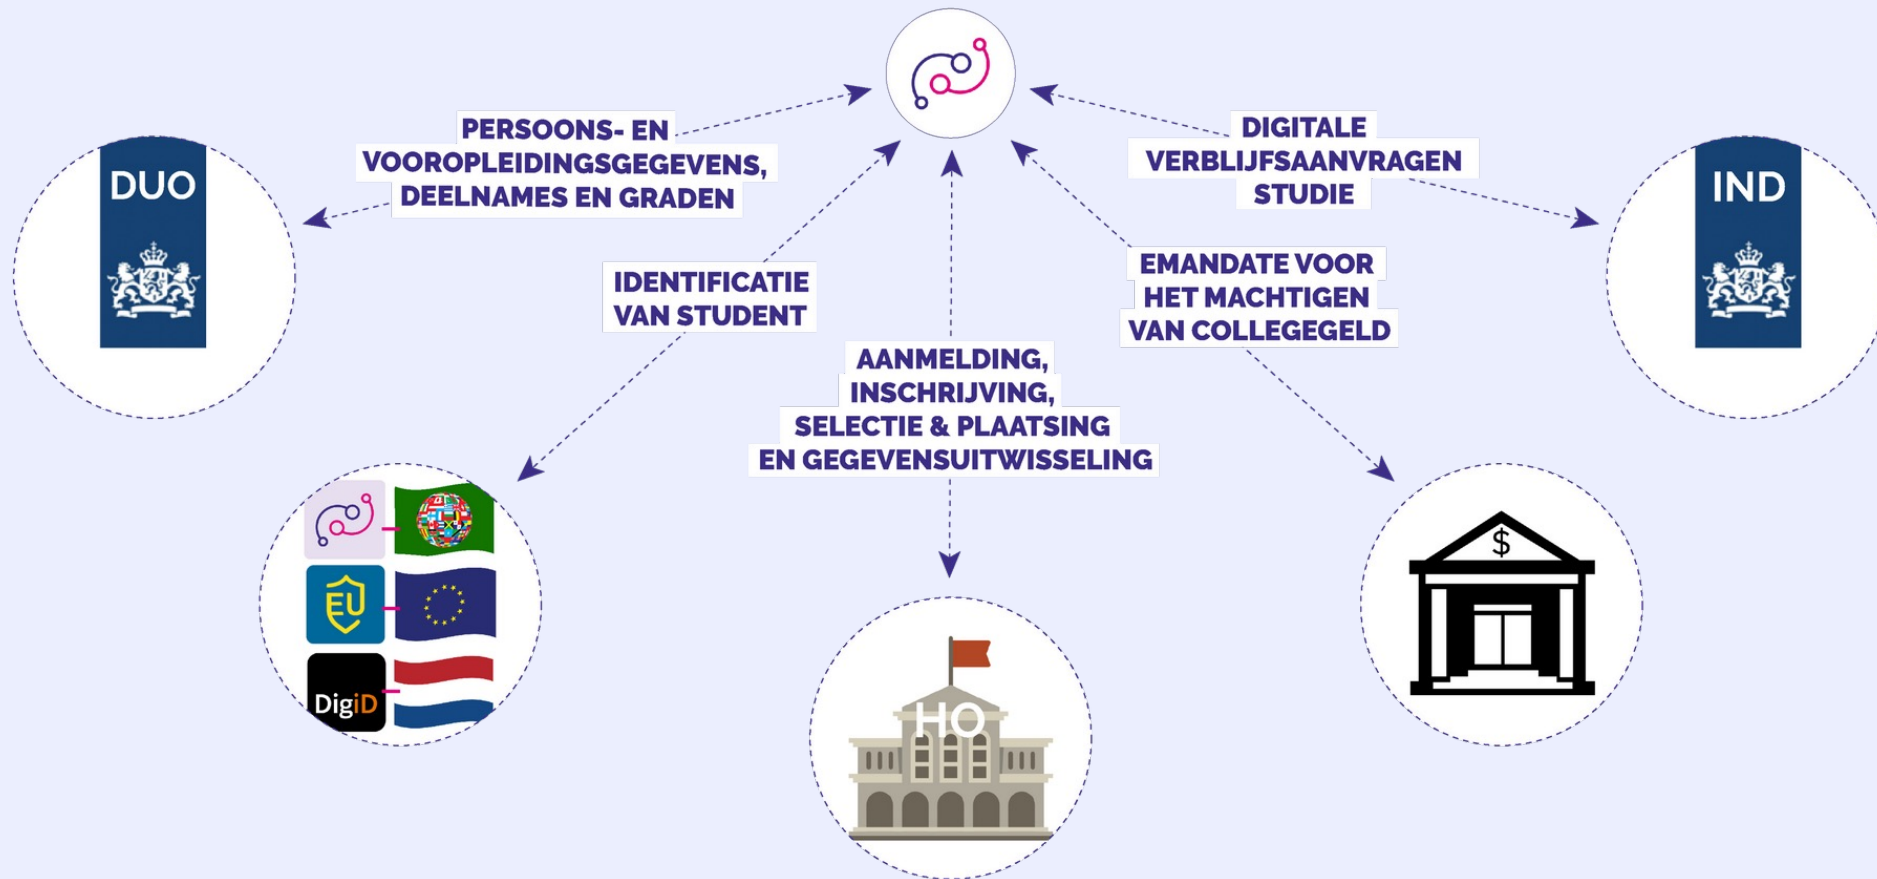 PERSOONS- EN
VOOROPLEIDINGSGEGEVENS,
DEELNAMES EN GRADEN
DIGITALE
VERBLIJFSAANVRAGEN
STUDIE
DUO
IND
IDENTIFICATIE
VAN STUDENT
EMANDATE VOOR
HET MACHTIGEN
VAN COLLEGEGELD
AANMELDING,
INSCHRIJVING,
SELECTIE & PLAATSING
EN GEGEVENSUITWISSELING
EU
DigiD
$
HO